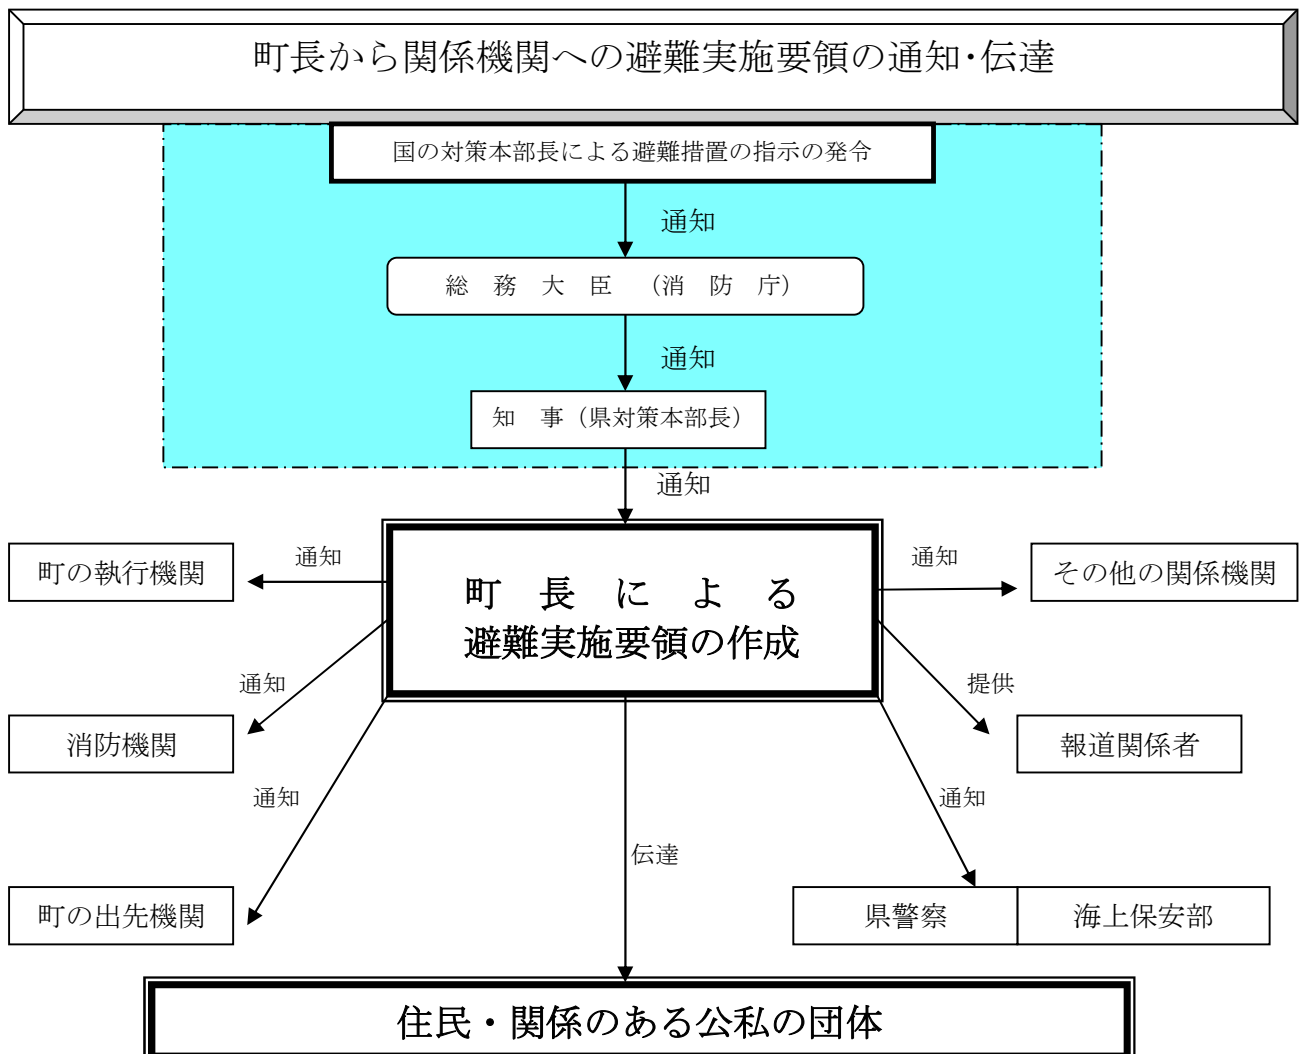 町長から関係機関への避難実施要領の通知･伝達
国の対策本部長による避難措置の指示の発令
通知
総　務　大　臣　（消　防　庁）
通知
知　事（県対策本部長）
通知
町　長　に　よ　る
避難実施要領の作成
町の執行機関
通知
通知
その他の関係機関
通知
消防機関
提供
報道関係者
通知
町の出先機関
通知
県警察
海上保安部
伝達
住民・関係のある公私の団体